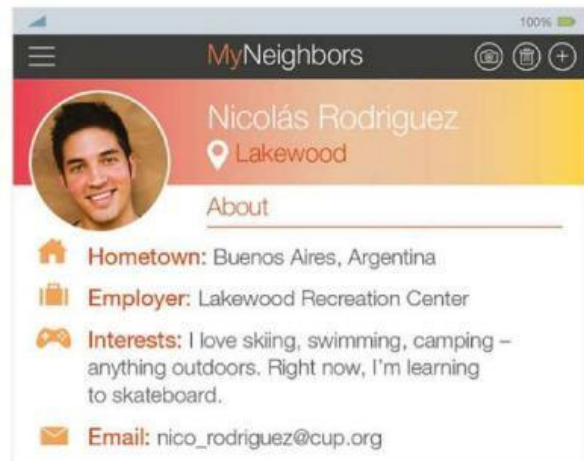 100%
MyNeighbors
Nicolás Rodriguez
Lakewood
About
Hometown: Buenos Aires, Argentina
Employer: Lakewood Recreation Center
Interests: I love skiing, swimming, camping –
anything outdoors. Right now, I'm learning
to skateboard.
Email: nico_rodriguez@cup.org